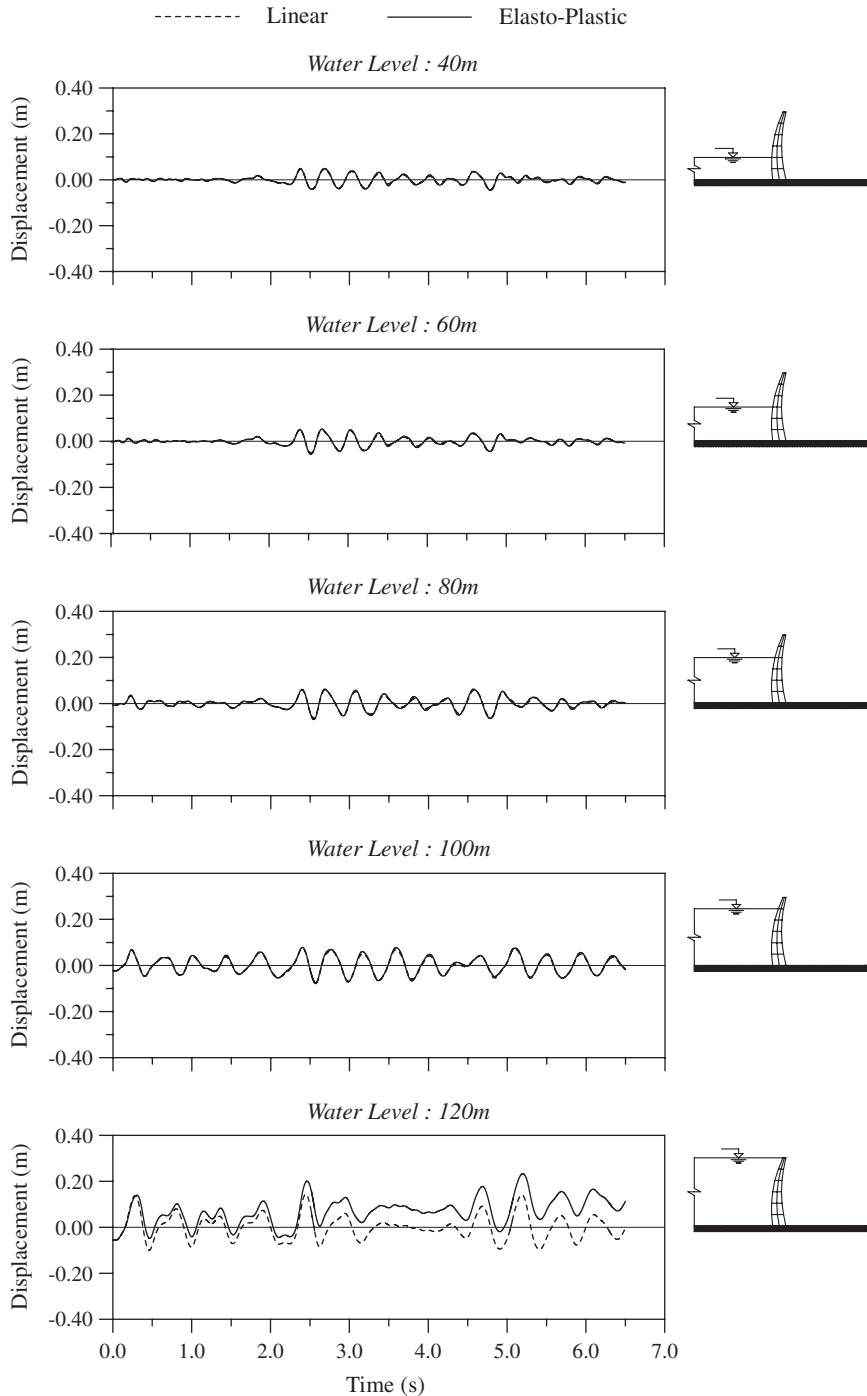 Linear Elasto-Plastic
Water Level : 40m
0.40
0.20
0.00
-0.20
-0.40
Displacement (m)
Water Level : 60m
0.40
0.20
0.00
-0.20
-0.40
Displacement (m)
Water Level : 80m
0.40
0.20
0.00
-0.20
-0.40
Displacement (m)
Water Level : 100m
0.40
0.20
0.00
-0.20
-0.40
Displacement (m)
Water Level : 120m
0.40
0.20
0.00
-0.20
-0.40
Displacement (m)
0.0 1.0 2.0 3.0 4.0 5.0 6.0 7.0
Time (s)